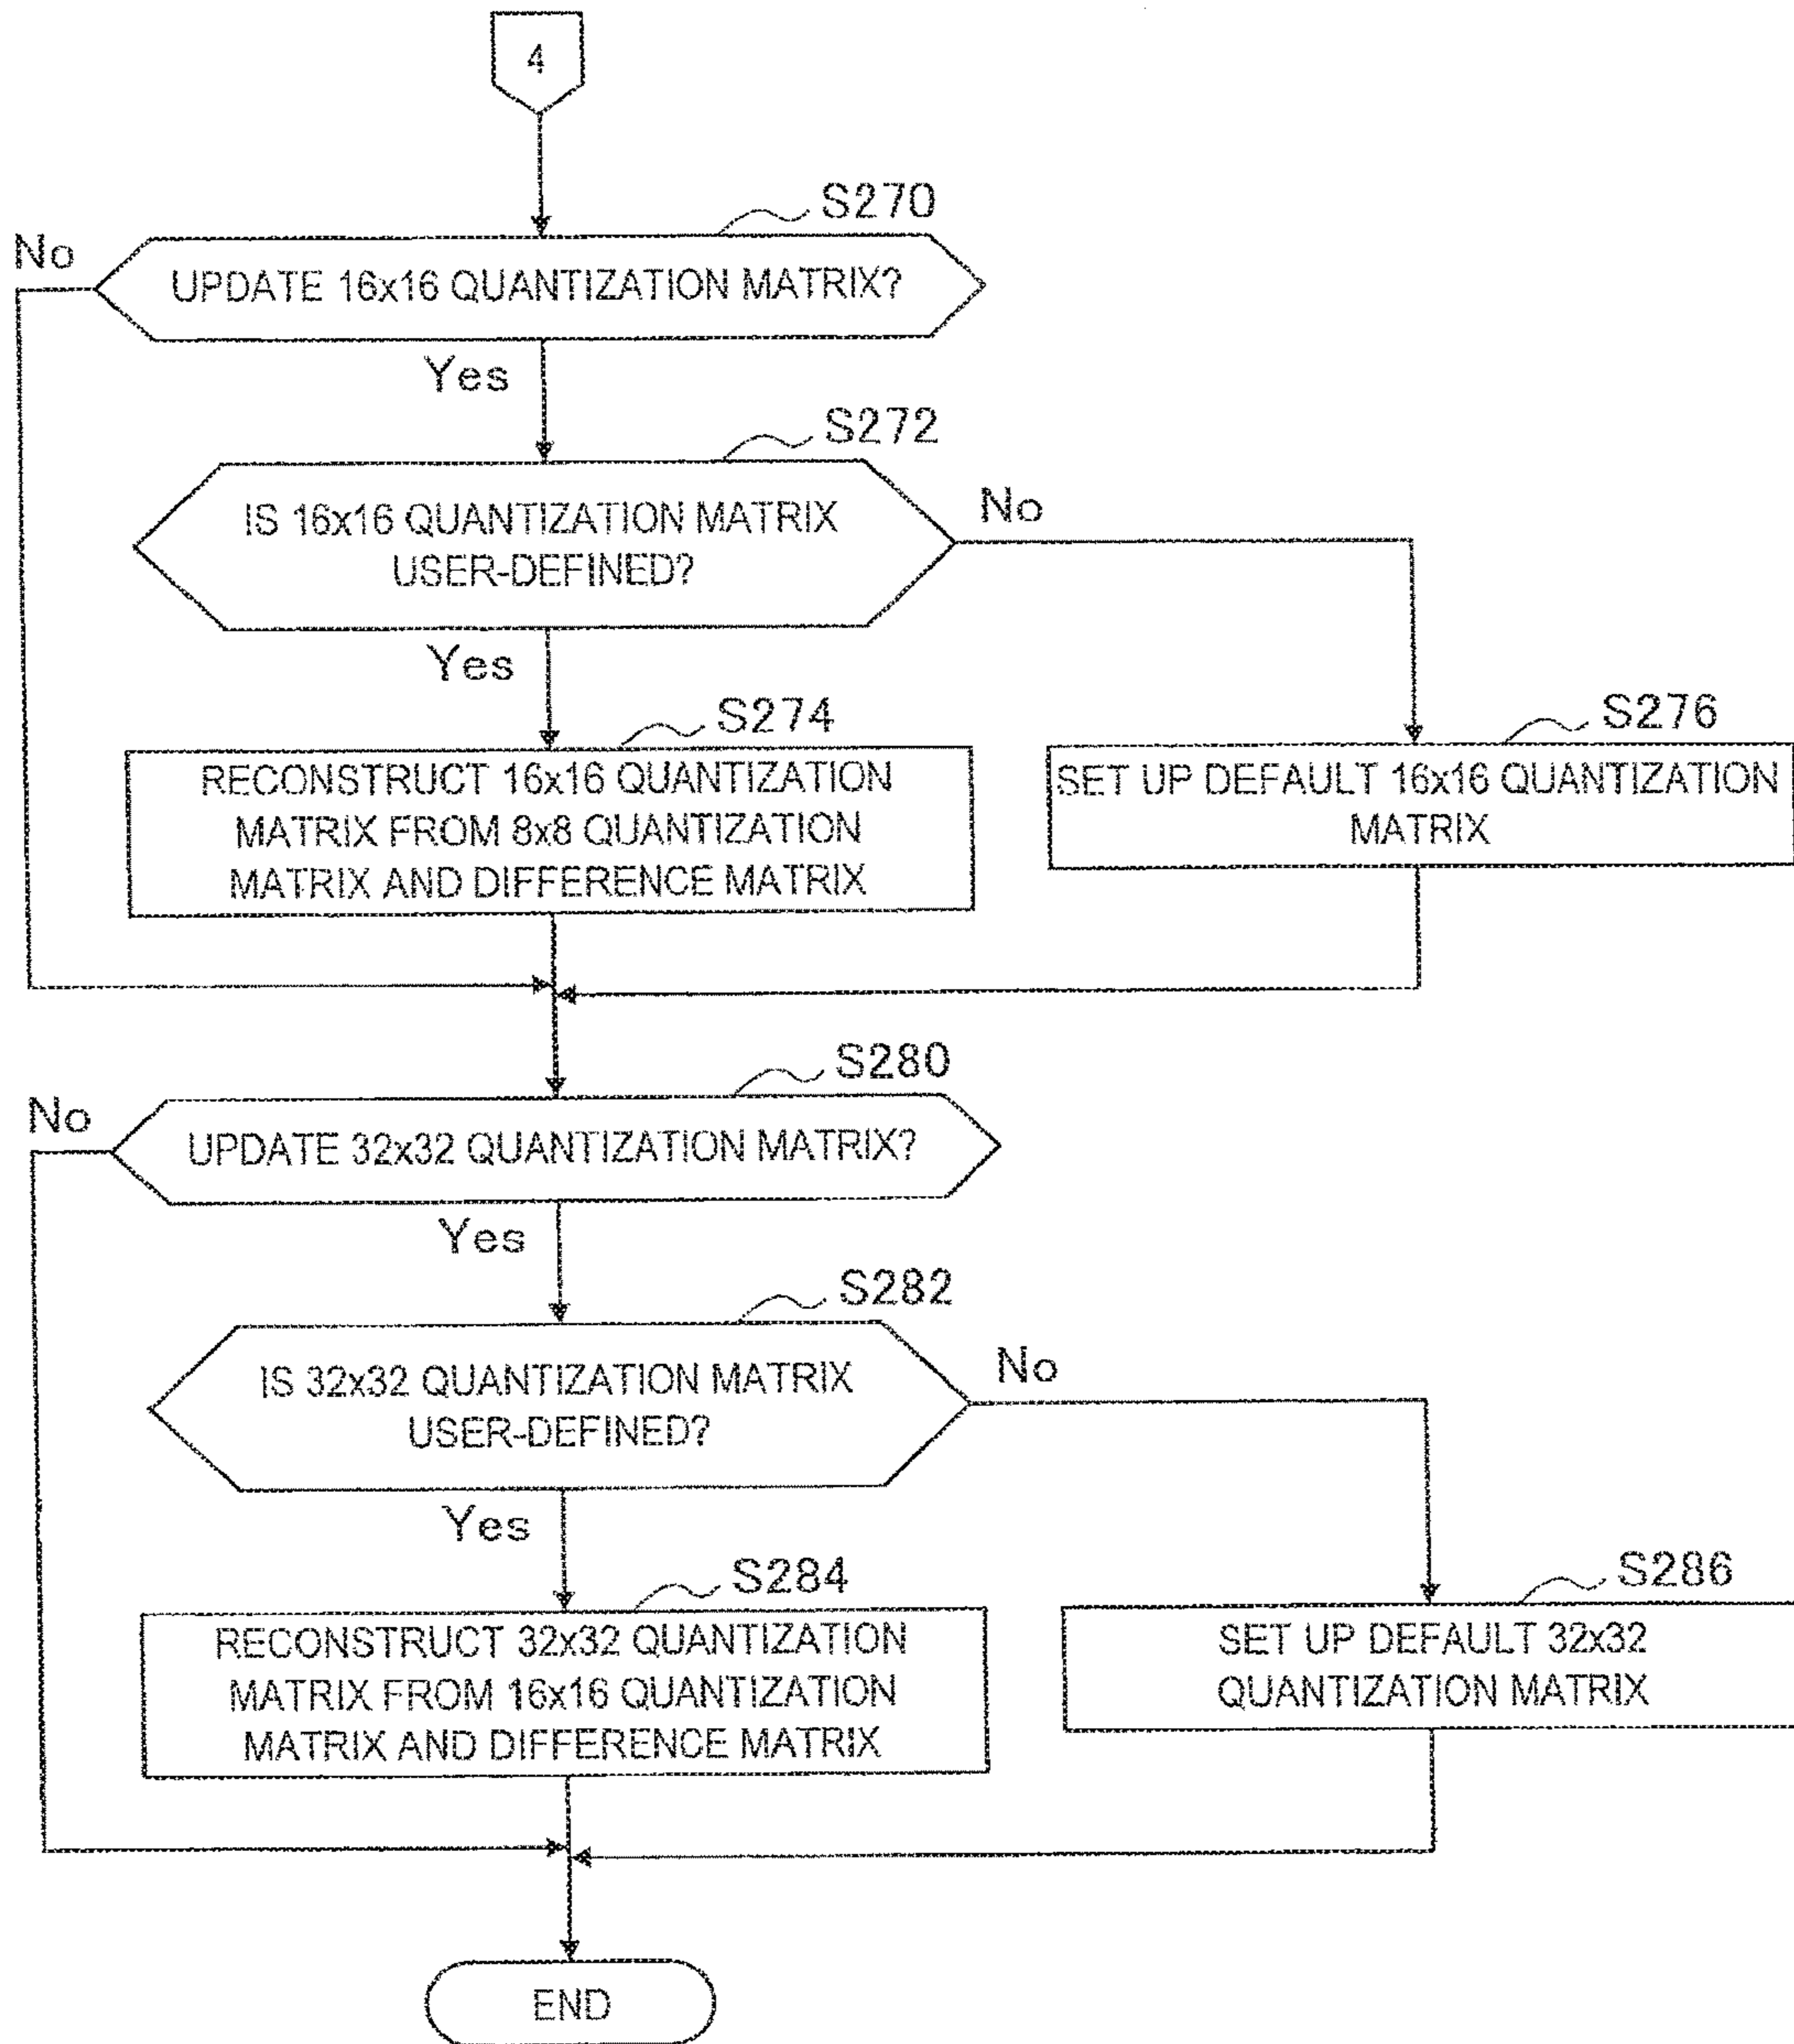 4
S270
No
UPDATE 16x16 QUANTIZATION MATRIX?
Yes
S272
IS 16x16 QUANTIZATION MATRIX
USER-DEFINED?
No
Yes
S274
RECONSTRUCT 16x16 QUANTIZATION
MATRIX FROM 8x8 QUANTIZATION
MATRIX AND DIFFERENCE MATRIX
S276
SET UP DEFAULT 16x16 QUANTIZATION
MATRIX
S280
No
UPDATE 32x32 QUANTIZATION MATRIX?
Yes
S282
IS 32x32 QUANTIZATION MATRIX
USER-DEFINED?
No
Yes
S284
RECONSTRUCT 32x32 QUANTIZATION
MATRIX FROM 16x16 QUANTIZATION
MATRIX AND DIFFERENCE MATRIX
S286
SET UP DEFAULT 32x32
QUANTIZATION MATRIX
END